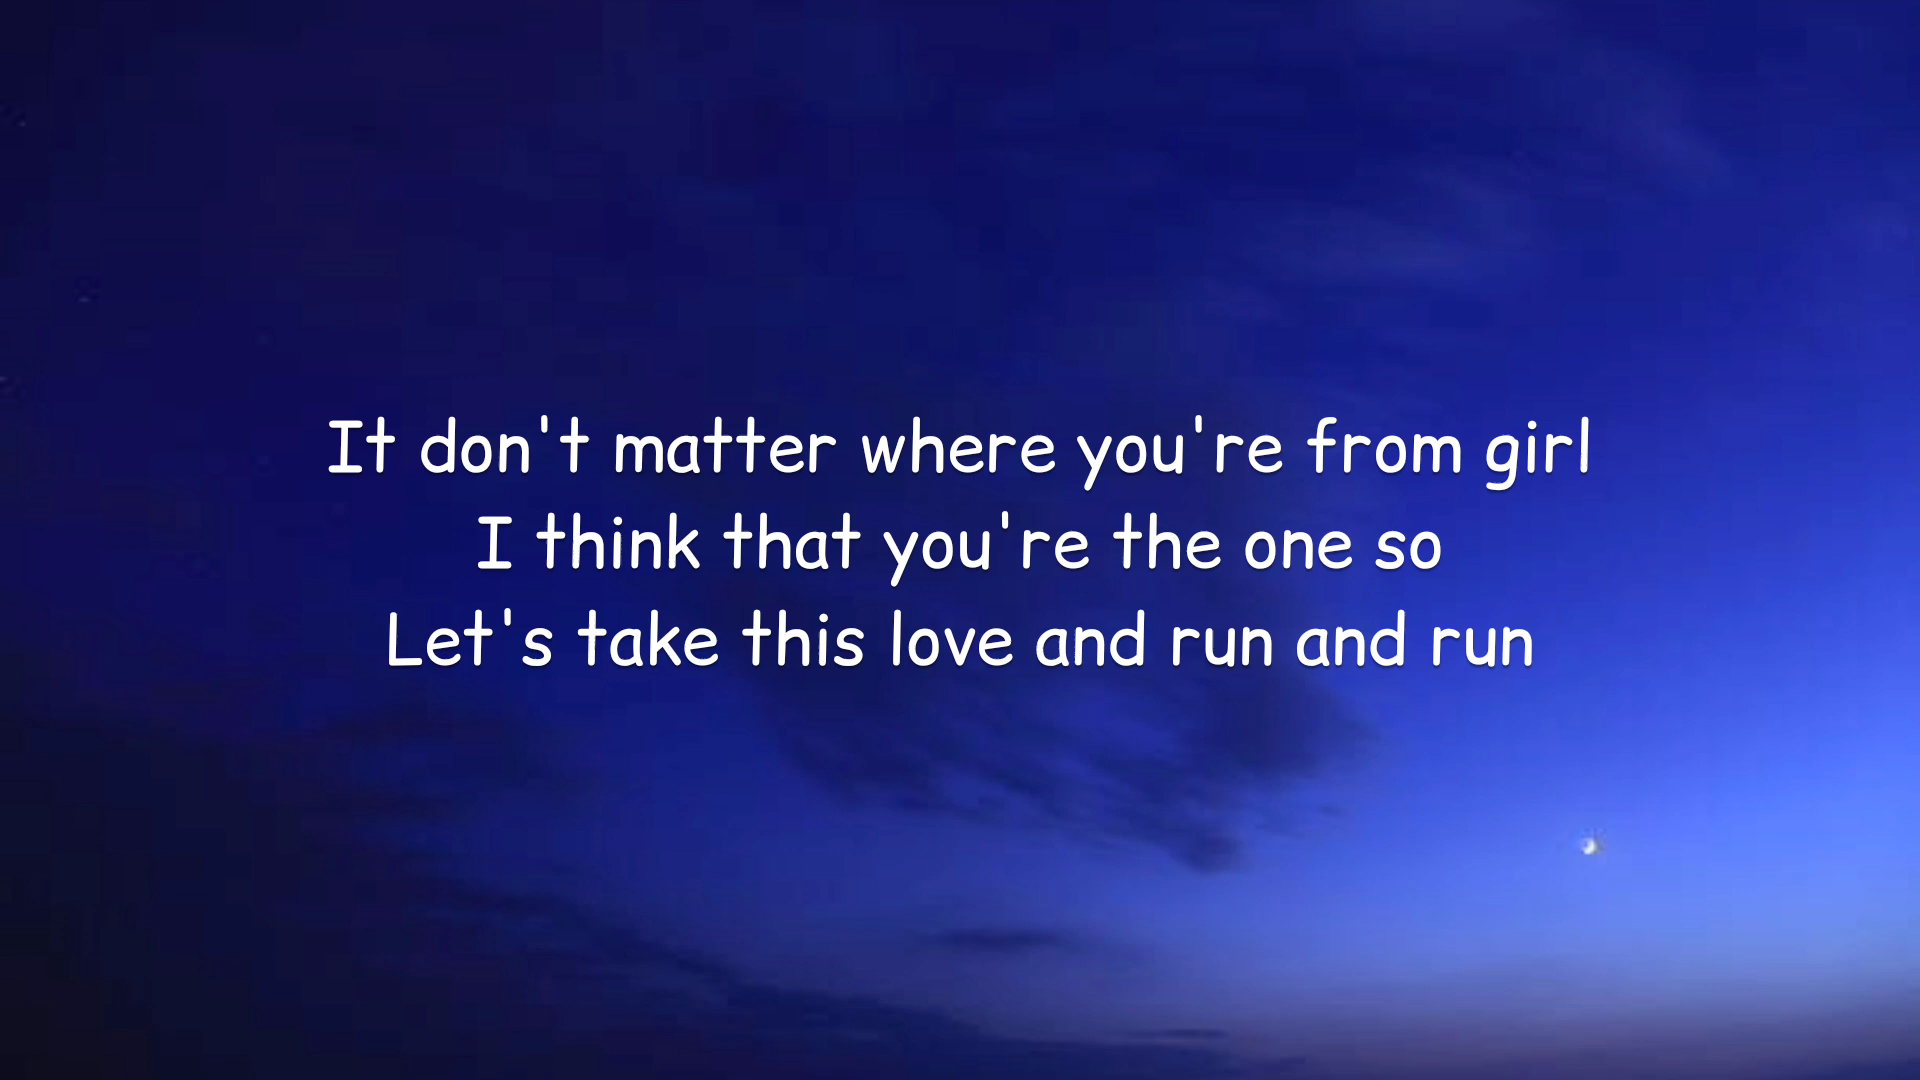 It don't matter where you're from girl
I think that you're the one so
Let's take this love and run and run